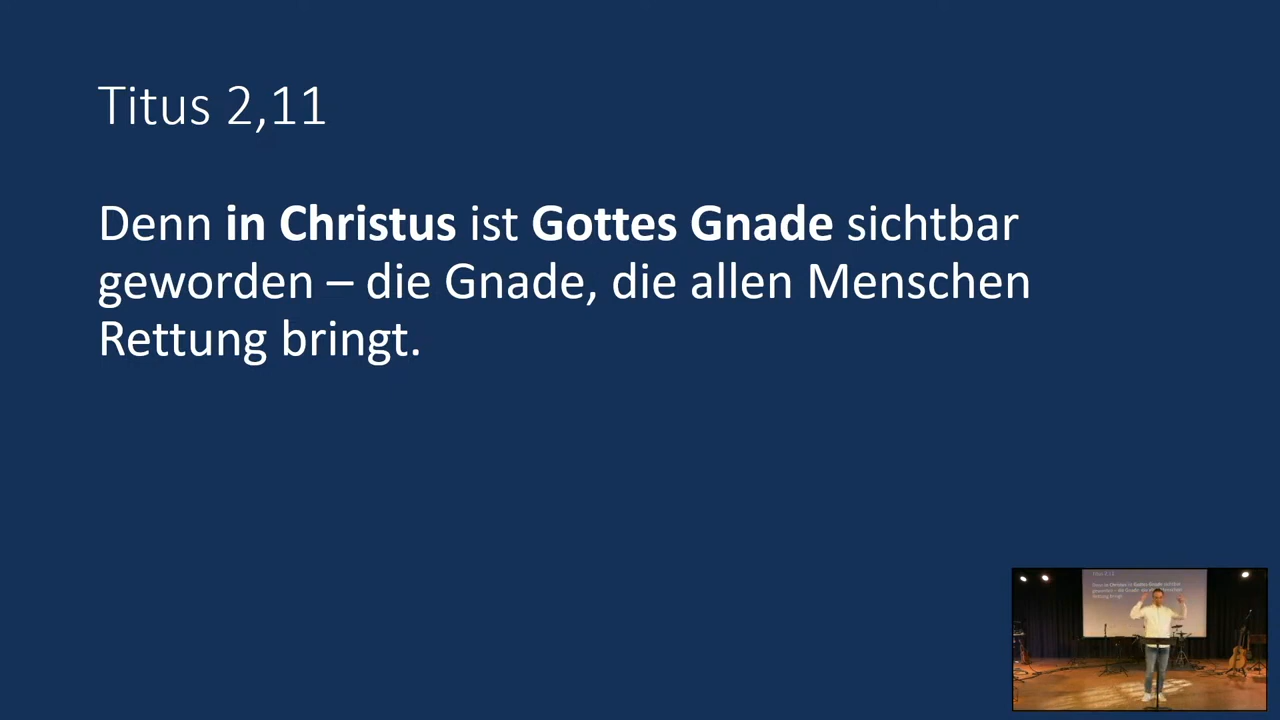 Titus 2,11
Denn in Christus ist Gottes Gnade sichtbar
geworden – die Gnade, die allen Menschen
Rettung bringt.